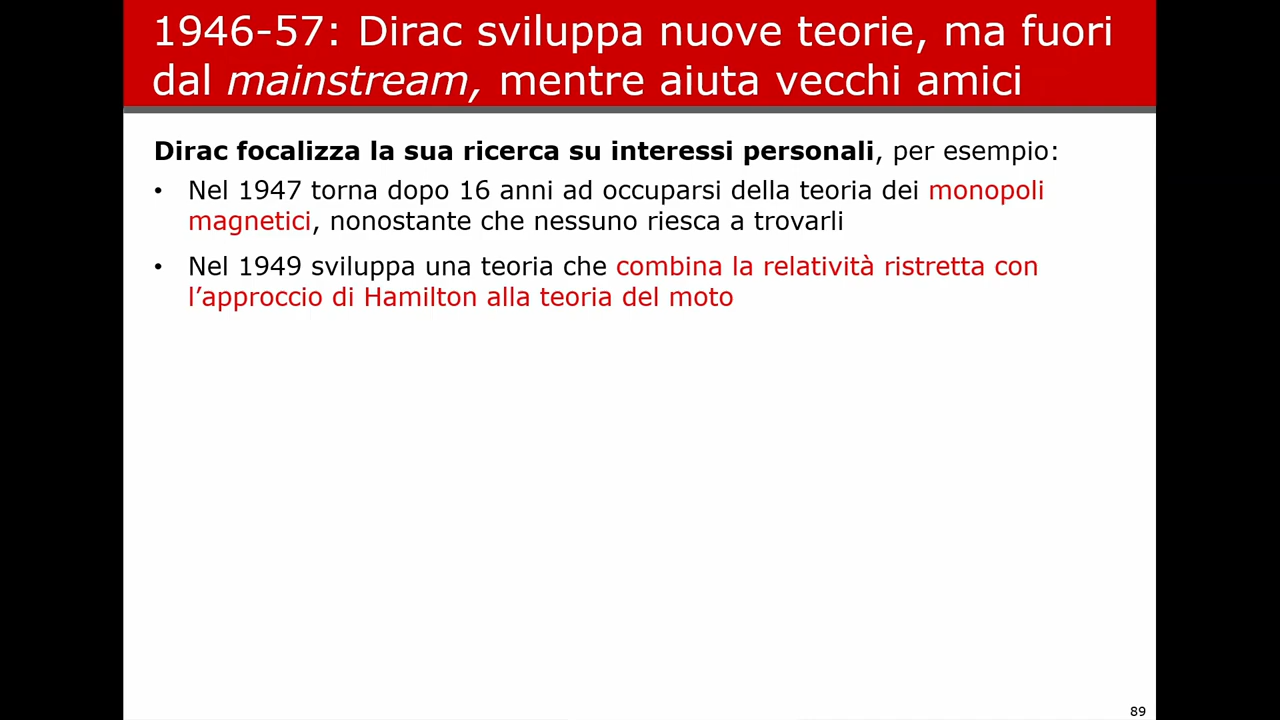 1946-57: Dirac sviluppa nuove teorie, ma fuori
dal mainstream, mentre aiuta vecchi amici
Dirac focalizza la sua ricerca su interessi personali, per esempio:
• Nel 1947 torna dopo 16 anni ad occuparsi della teoria dei monopoli
magnetici, nonostante che nessuno riesca a trovarli
• Nel 1949 sviluppa una teoria che combina la relatività ristretta con
l’approccio di Hamilton alla teoria del moto
89